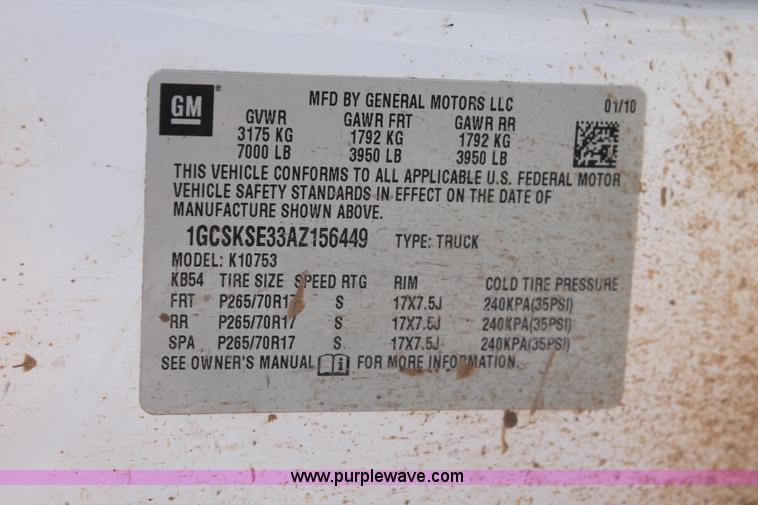 GM
MFD BY GENERAL MOTORS LLC 01/10
GVWR GAWR FRT GAWR RR
3175 KG 1792 KG 1792 KG
7000 LB 3950 LB 3950 LB
THIS VEHICLE CONFORMS TO ALL APPLICABLE U.S. FEDERAL MOTOR
VEHICLE SAFETY STANDARDS IN EFFECT ON THE DATE OF
MANUFACTURE SHOWN ABOVE.
1GCSKSE33AZ156449 TYPE: TRUCK
MODEL: K10753
KB54 TIRE SIZE SPEED RTG RIM COLD TIRE PRESSURE
FRT P265/70R17 S 17X7.5J 240KPA(35PSI)
RR P265/70R17 S 17X7.5J 240KPA(35PSI)
SPA P265/70R17 S 17X7.5J 240KPA(35PSI)
SEE OWNER'S MANUAL FOR MORE INFORMATION.
www.purplewave.com